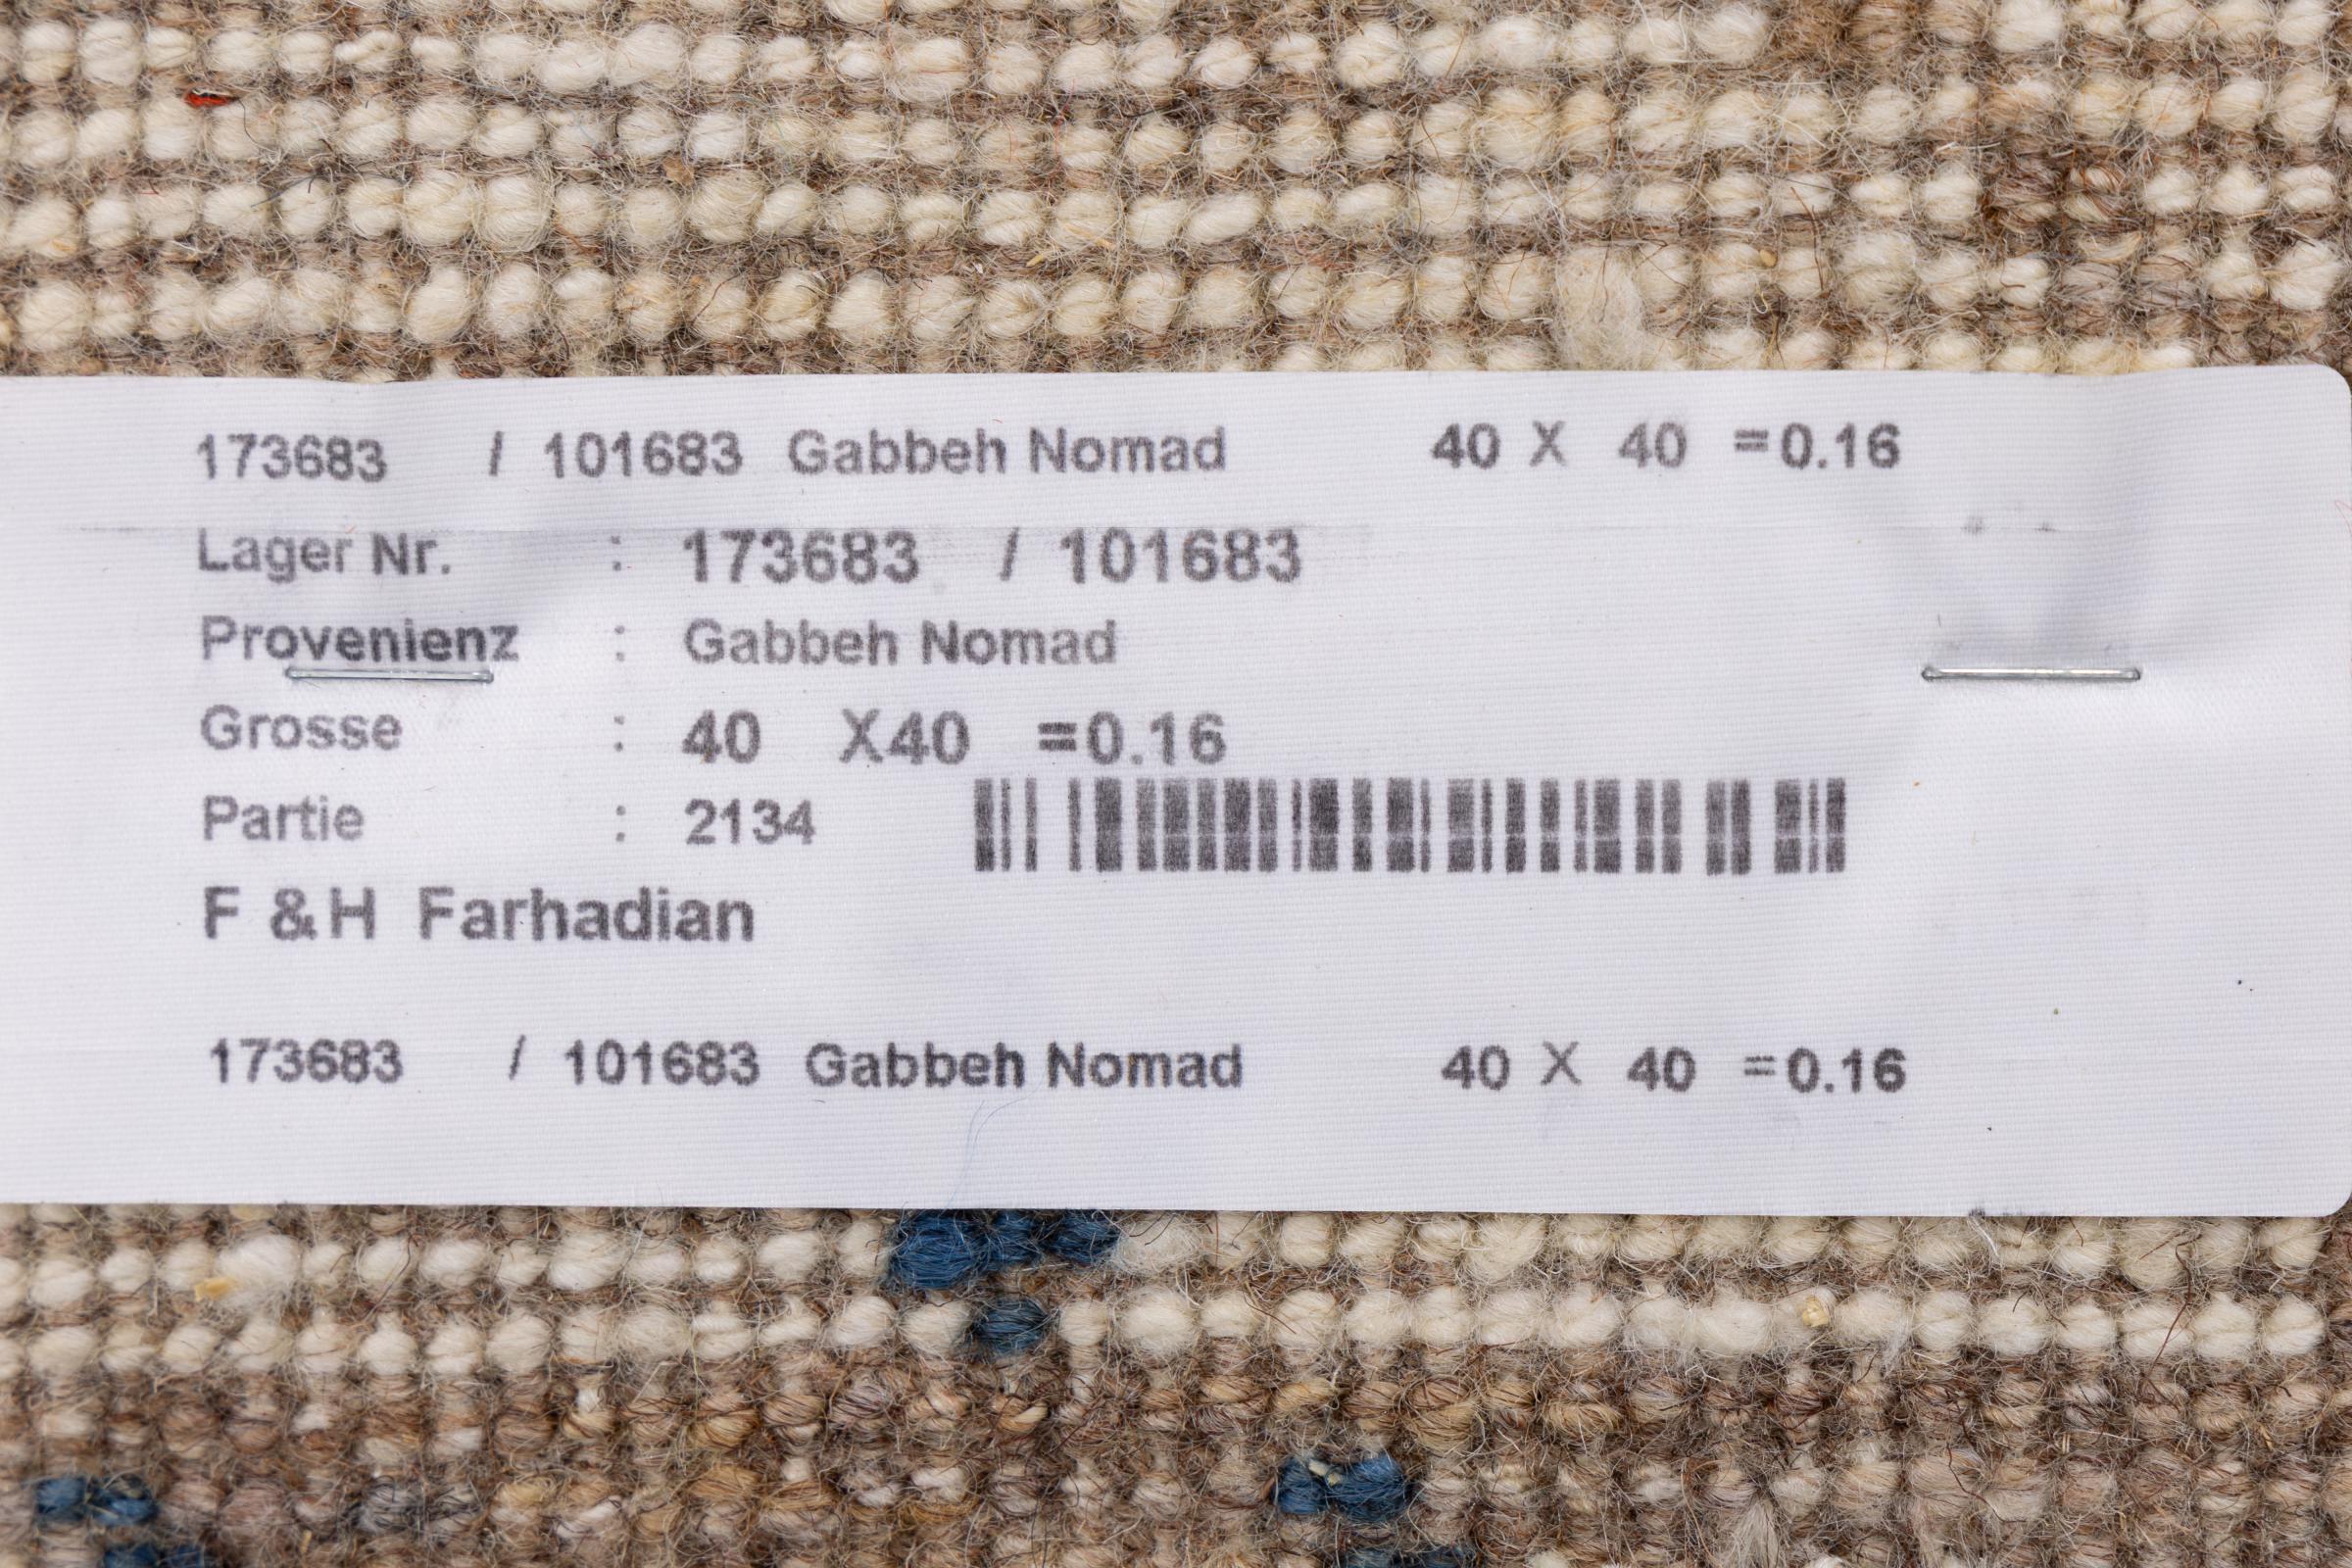 173683 / 101683 Gabbeh Nomad 40 X 40 =0.16
Lager Nr. : 173683 / 101683
Provenienz : Gabbeh Nomad
Grosse : 40 X40 =0.16
Partie : 2134
F &H Farhadian
173683 / 101683 Gabbeh Nomad 40 X 40 =0.16